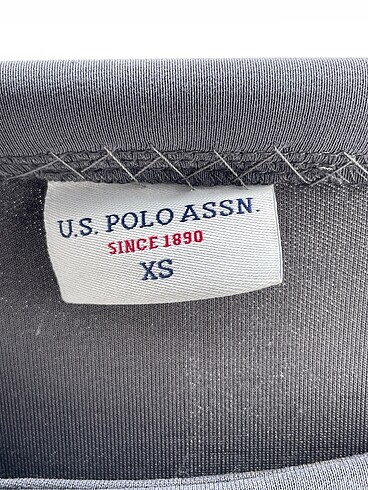 U.S. POLO ASSN.
SINCE 1890
XS